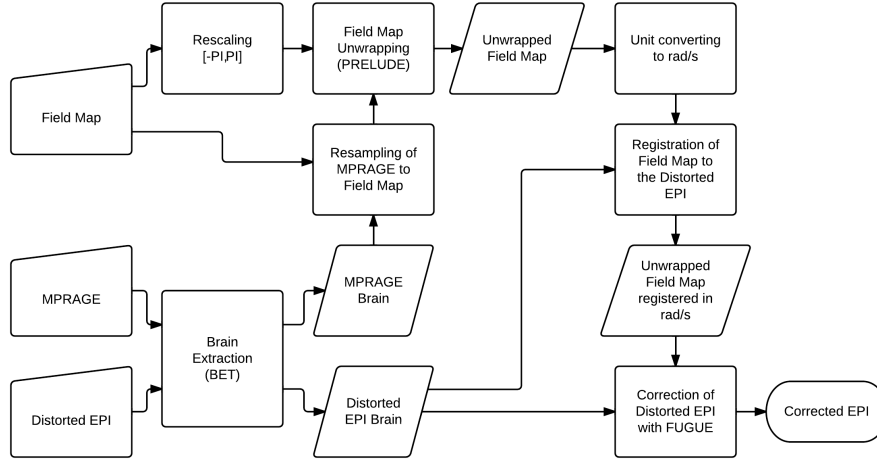 Rescaling
[-PI,PI]
Field Map
Unwrapping
(PRELUDE)
Unwrapped
Field Map
Unit converting
to rad/s
Field Map
Resampling of
MPRAGE to
Field Map
Registration of
Field Map to
the Distorted
EPI
MPRAGE
Brain
Extraction
(BET)
MPRAGE
Brain
Unwrapped
Field Map
registered in
rad/s
Distorted EPI
Distorted
EPI Brain
Correction of
Distorted EPI
with FUGUE
Corrected EPI